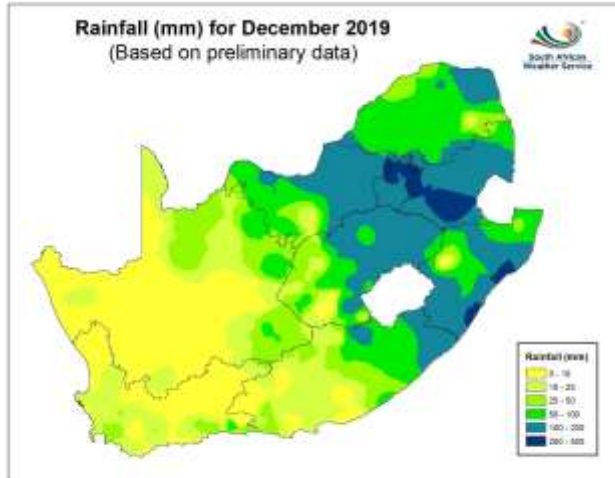 Rainfall (mm) for December 2019
(Based on preliminary data)
South African
Weather Service
Rainfall (mm)
0 - 10
10 - 25
25 - 50
50 - 100
100 - 200
200 - 500